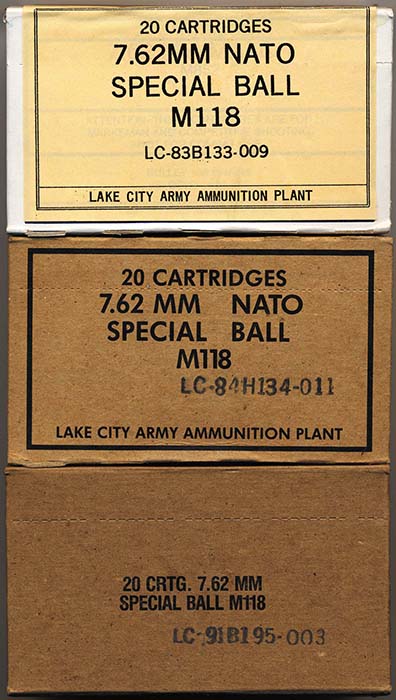 20 CARTRIDGES
7.62MM NATO
SPECIAL BALL
M118
LC-83B133-009
LAKE CITY ARMY AMMUNITION PLANT
20 CARTRIDGES
7.62 MM NATO
SPECIAL BALL
M118
LC-84H134-011
LAKE CITY ARMY AMMUNITION PLANT
20 CRTG. 7.62 MM
SPECIAL BALL M118
LC-91B195-003